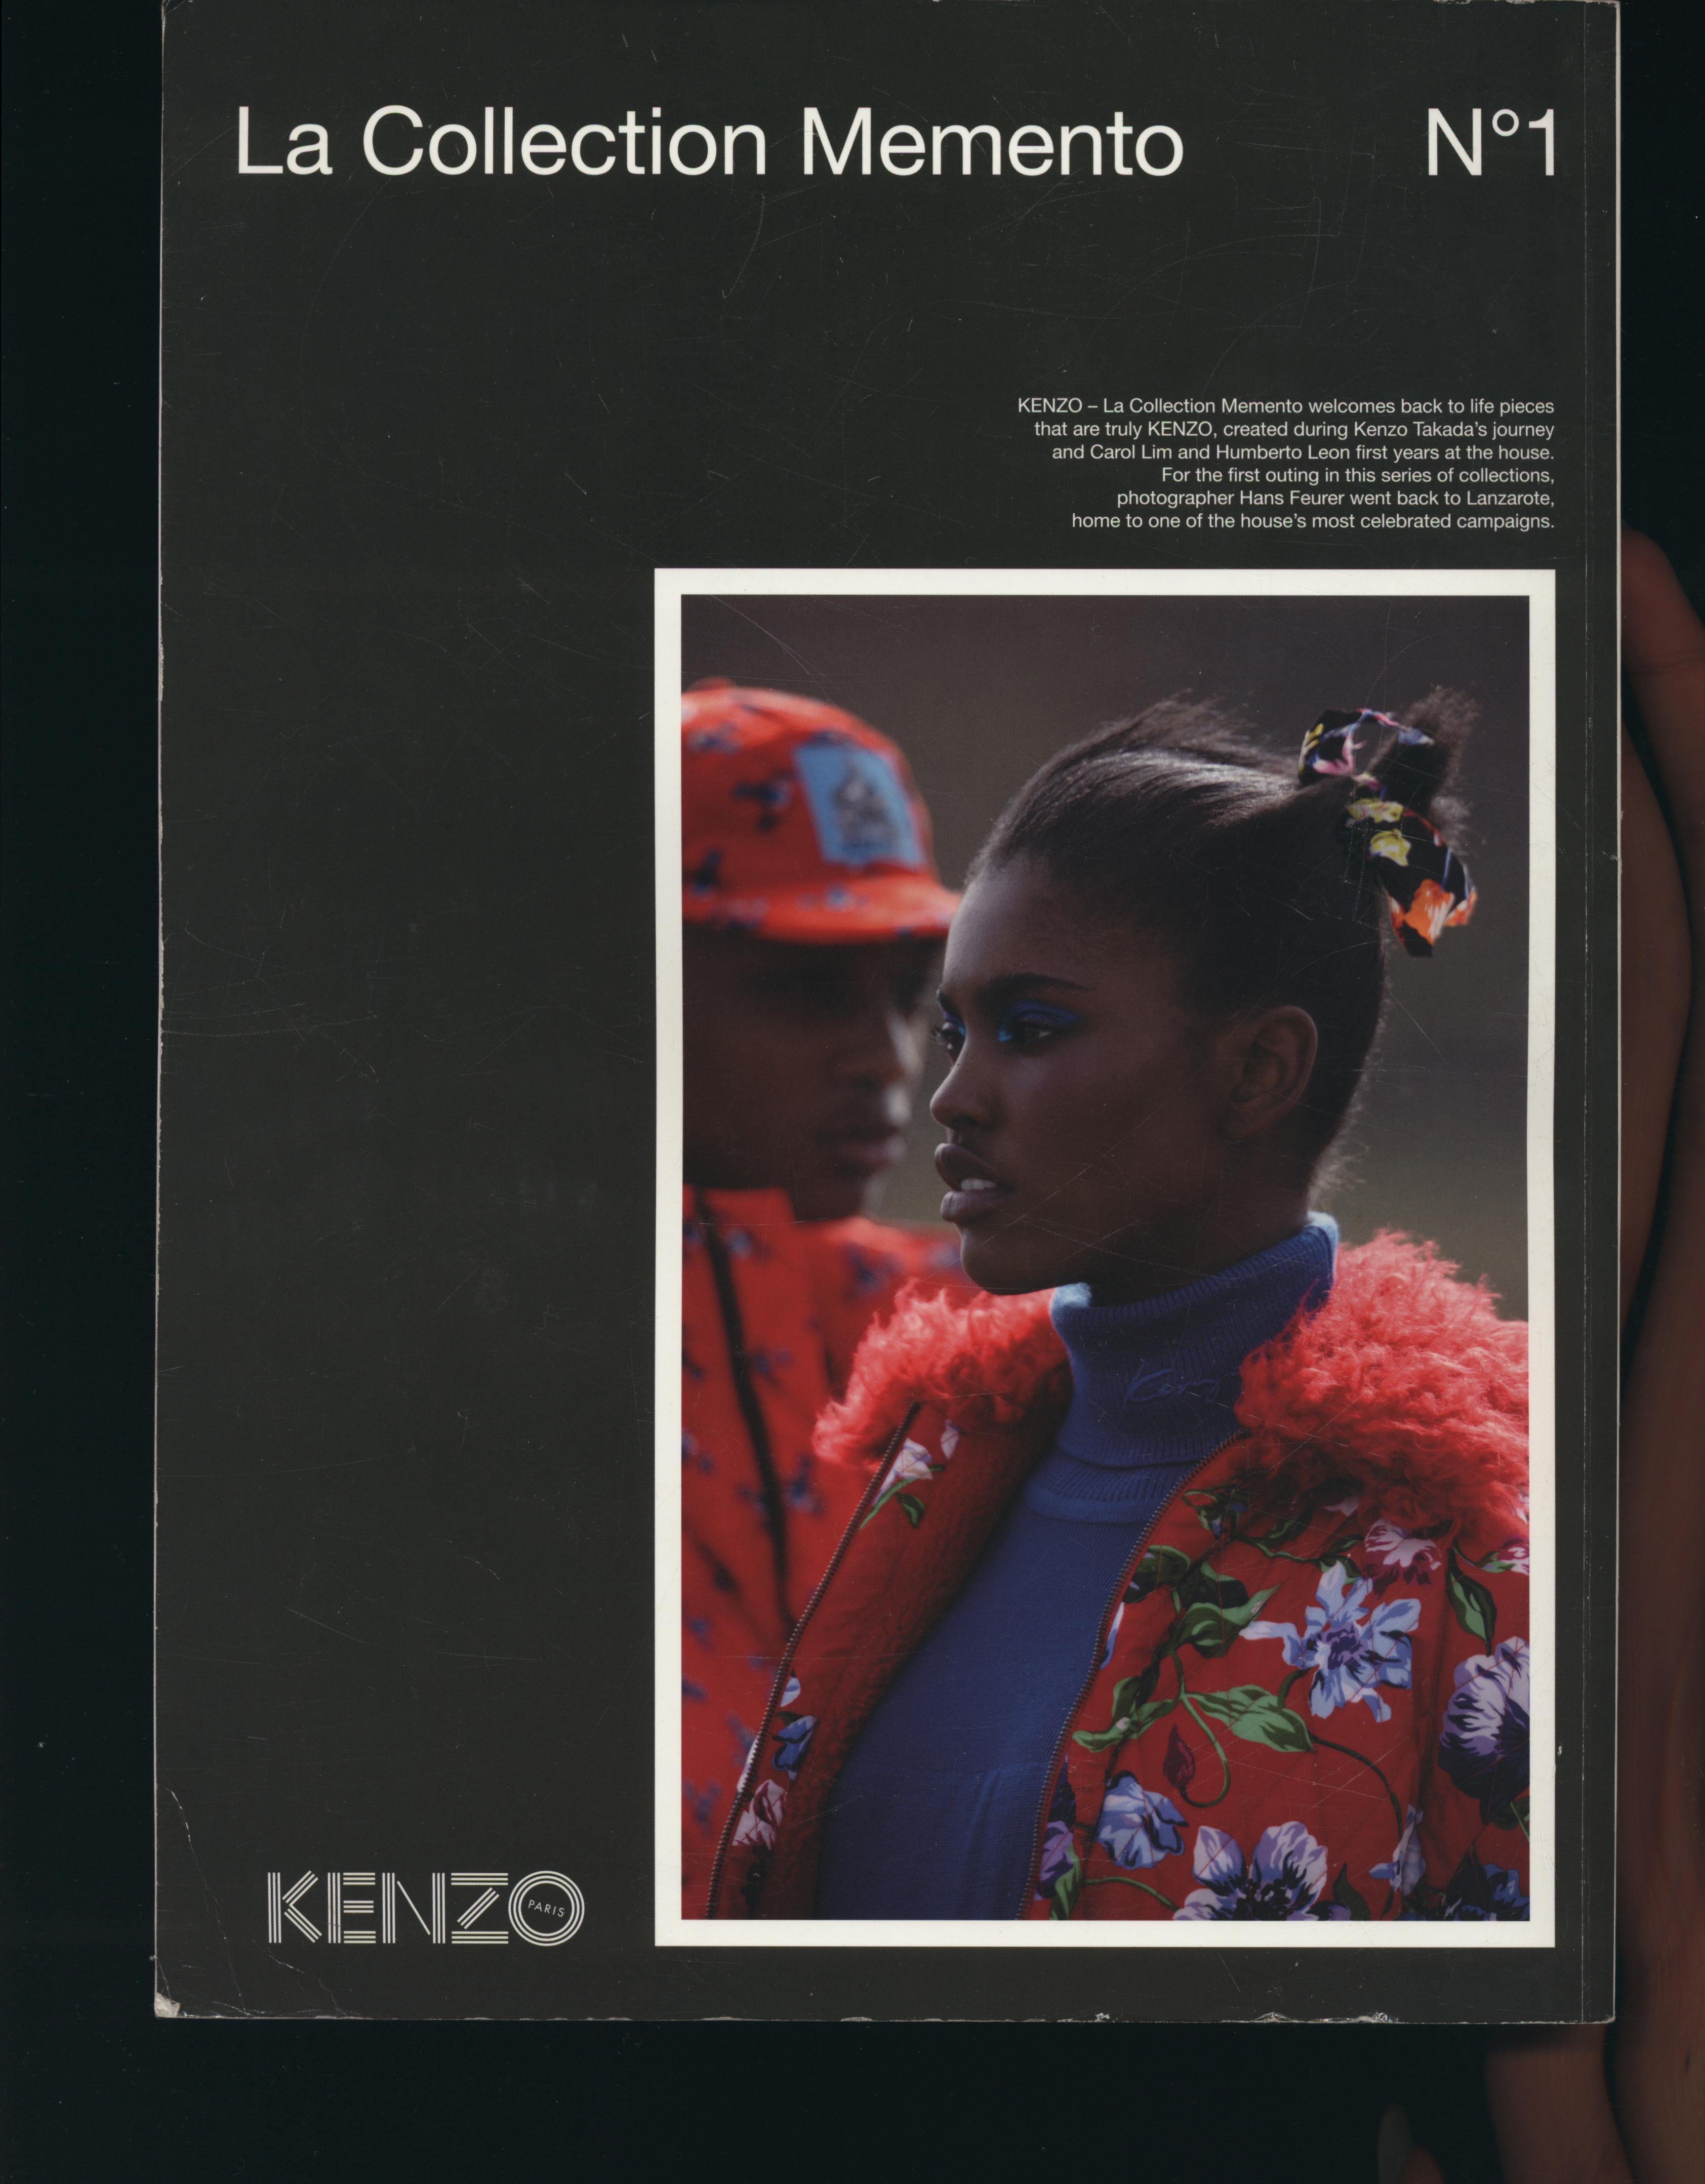 La Collection Memento N°1
KENZO – La Collection Memento welcomes back to life pieces
that are truly KENZO, created during Kenzo Takada's journey
and Carol Lim and Humberto Leon first years at the house.
For the first outing in this series of collections,
photographer Hans Feurer went back to Lanzarote,
home to one of the house's most celebrated campaigns.
Kenzo
KENZO
PARIS